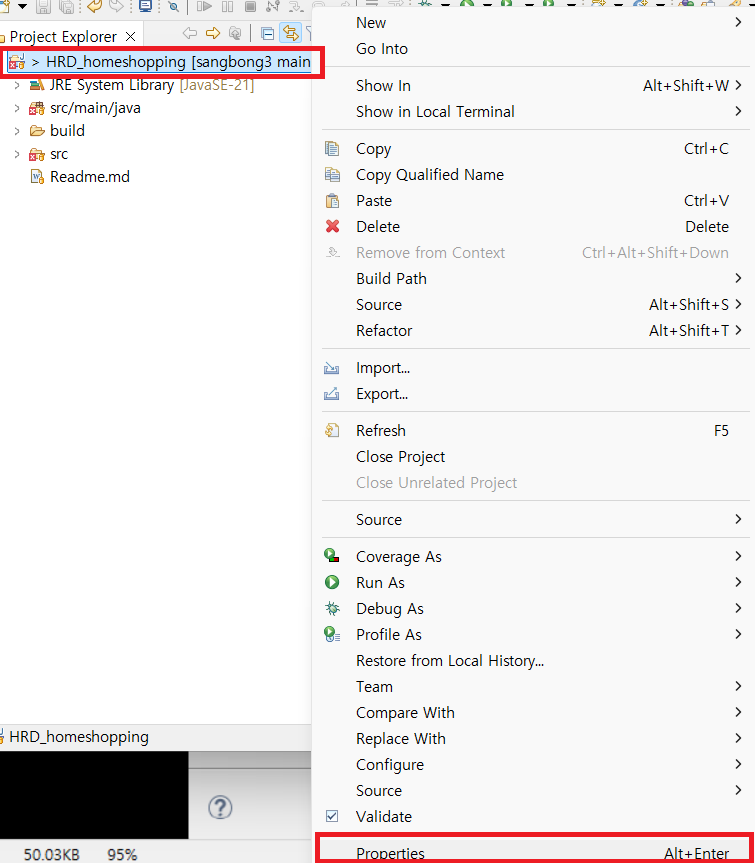 Project Explorer
> HRD_homeshopping [sangbong3 main
JRE System Library [JavaSE-21]
src/main/java
build
src
Readme.md
New
Go Into
Show In Alt+Shift+W
Show in Local Terminal
Copy Ctrl+C
Copy Qualified Name
Paste Ctrl+V
Delete Delete
Remove from Context Ctrl+Alt+Shift+Down
Build Path
Source Alt+Shift+S
Refactor Alt+Shift+T
Import...
Export...
Refresh F5
Close Project
Close Unrelated Project
Source
Coverage As
Run As
Debug As
Profile As
Restore from Local History...
Team
Compare With
Replace With
Configure
Source
Validate
Properties Alt+Enter
HRD_homeshopping
50.03KB 95%